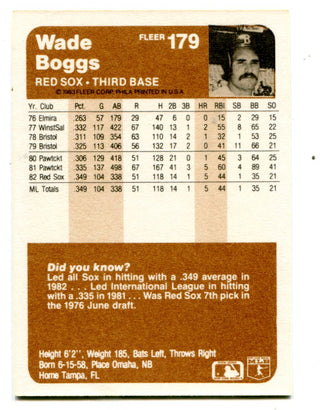 Wade
Boggs
FLEER 179
RED SOX • THIRD BASE
© 1983 FLEER CORP. PHILA. PRINTED IN U.S.A.
Yr. Club Pct. G AB R H 2B 3B HR RBI SB BB SO
76 Elmira .263 57 179 29 47 6 0 0 15 2 29 15
77 WinstSal .332 117 422 67 140 13 1 2 55 8 65 22
78 Bristol .311 109 354 63 110 14 2 1 32 1 53 25
79 Bristol .325 113 406 56 132 17 2 0 41 11 66 21
80 Pawtckt .306 129 418 51 128 21 0 1 45 3 64 25
81 Pawtckt .335 137 498 67 167 41 3 5 60 4 89 41
82 Red Sox .349 104 338 51 118 14 1 5 44 1 35 21
ML Totals .349 104 338 51 118 14 1 5 44 1 35 21
Did you know?
Led all Sox in hitting with a .349 average in
1982 . . . Led International League in hitting
with a .335 in 1981 . . . Was Red Sox 7th pick in
the 1976 June draft.
Height 6'2", Weight 185, Bats Left, Throws Right
Born 6-15-58, Place Omaha, NB
Home Tampa, FL